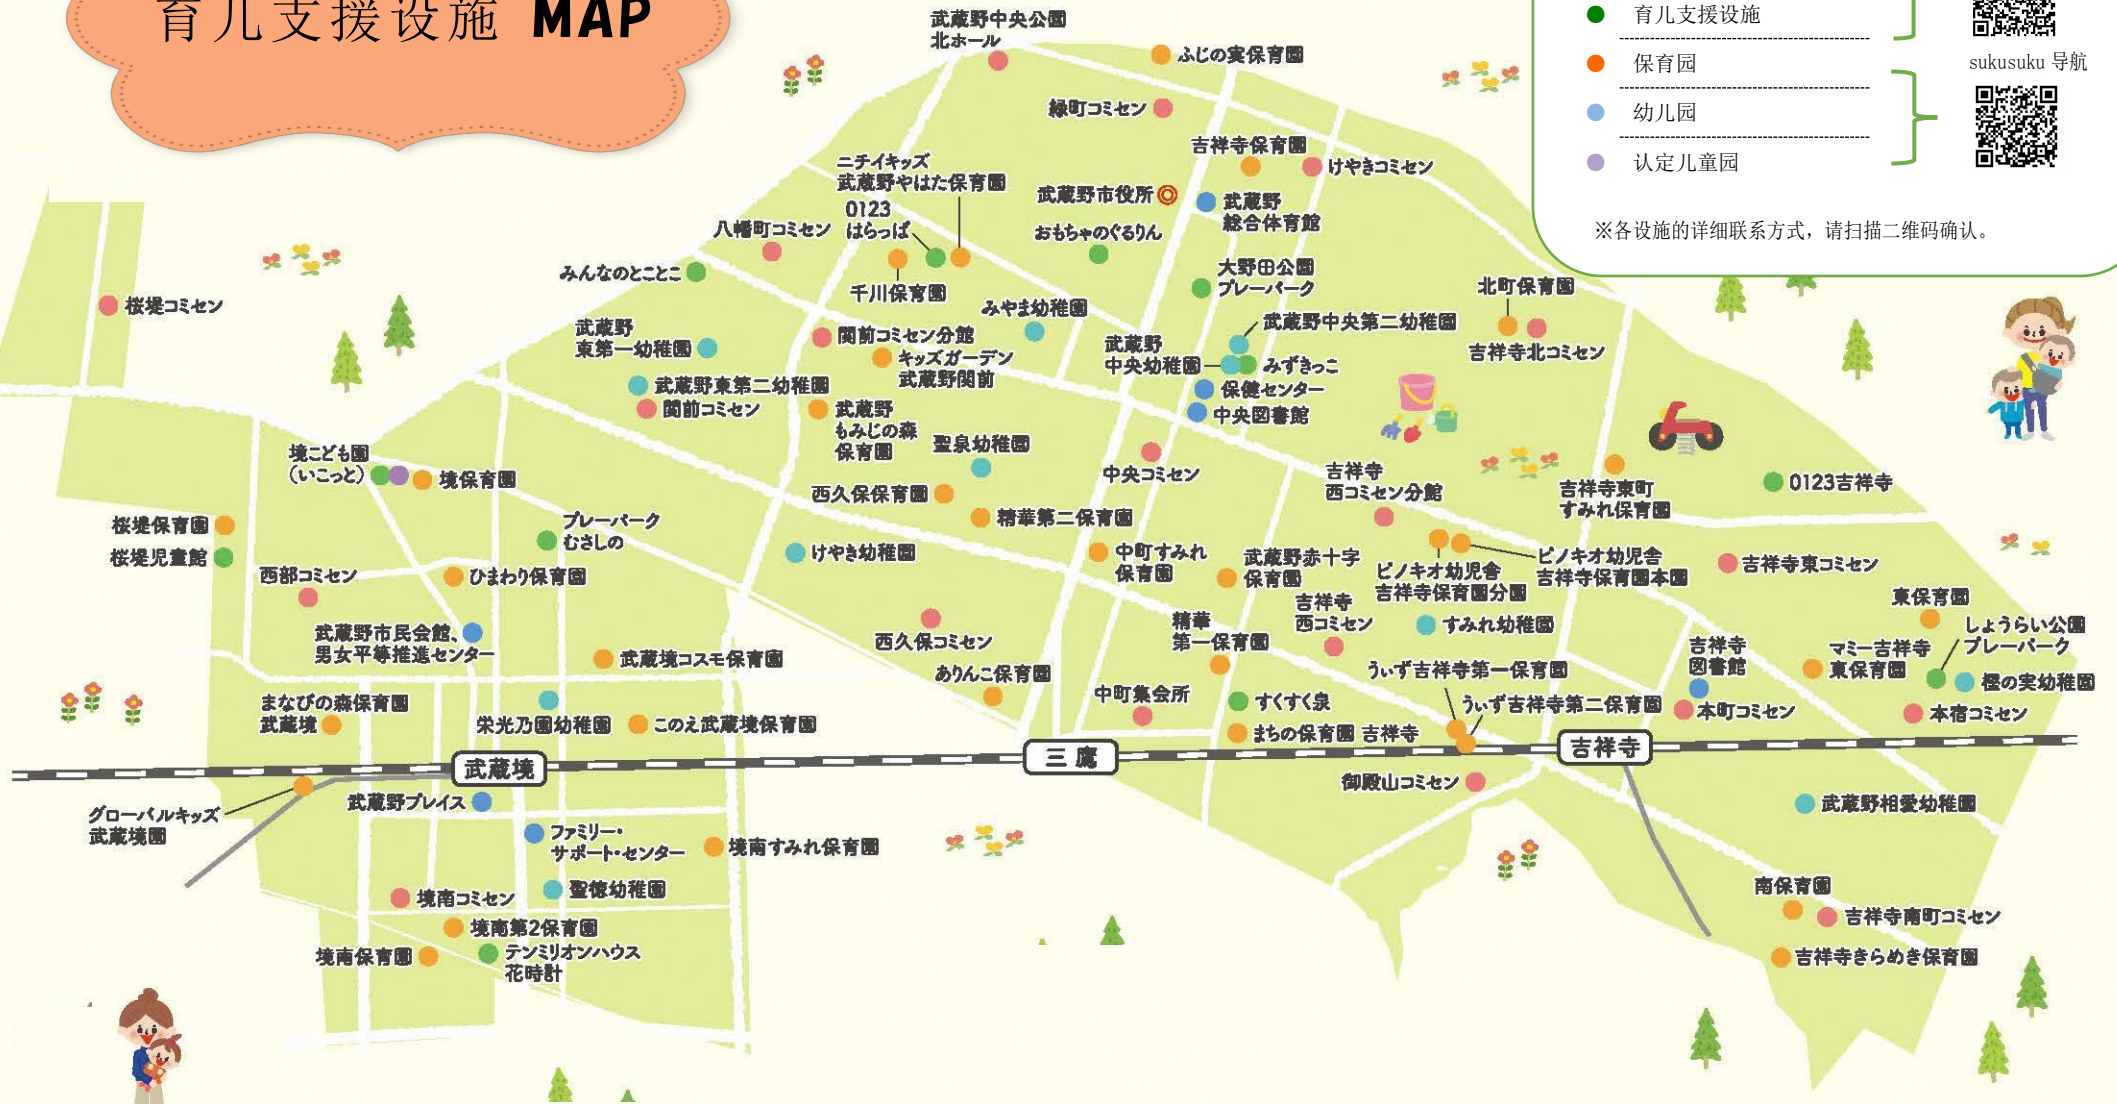 育儿支援设施 MAP
育儿支援设施
保育园
sukusuku 导航
幼儿园
认定儿童园
※各设施的详细联系方式，请扫描二维码确认。
武蔵野中央公園
北ホール
ふじの実保育園
緑町コミセン
吉祥寺保育園
けやきコミセン
ニチイキッズ
武蔵野やはた保育園
武蔵野市役所
武蔵野
総合体育館
0123
はらっぱ
八幡町コミセン
おもちゃのぐるりん
みんなのとことこ
千川保育園
大野田公園
プレーパーク
北町保育園
桜堤コミセン
みやま幼稚園
武蔵野
東第一幼稚園
関前コミセン分館
武蔵野中央第二幼稚園
武蔵野
中央幼稚園
みずきっこ
吉祥寺北コミセン
キッズガーデン
武蔵野関前
武蔵野東第二幼稚園
保健センター
関前コミセン
武蔵野
もみじの森
保育園
中央図書館
聖泉幼稚園
境こども園
(いこっと)
境保育園
中央コミセン
吉祥寺
西コミセン分館
吉祥寺東町
すみれ保育園
0123吉祥寺
西久保保育園
精華第二保育園
桜堤保育園
プレーパーク
むさしの
桜堤児童館
けやき幼稚園
中町すみれ
保育園
武蔵野赤十字
保育園
ピノキオ幼児舎
吉祥寺保育園分園
ピノキオ幼児舎
吉祥寺保育園本園
吉祥寺東コミセン
西部コミセン
ひまわり保育園
東保育園
吉祥寺
西コミセン
すみれ幼稚園
しょうらい公園
プレーパーク
武蔵野市民会館、
男女平等推進センター
西久保コミセン
精華
第一保育園
吉祥寺
図書館
マミー吉祥寺
東保育園
武蔵境コスモ保育園
ありんこ保育園
うぃず吉祥寺第一保育園
樫の実幼稚園
まなびの森保育園
武蔵境
中町集会所
すくすく泉
うぃず吉祥寺第二保育園
本町コミセン
本宿コミセン
栄光乃園幼稚園
このえ武蔵境保育園
まちの保育園 吉祥寺
武蔵境
三鷹
吉祥寺
御殿山コミセン
グローバルキッズ
武蔵境園
武蔵野プレイス
武蔵野相愛幼稚園
ファミリー・
サポート・センター
境南すみれ保育園
聖徳幼稚園
境南コミセン
南保育園
境南第2保育園
吉祥寺南町コミセン
境南保育園
テンミリオンハウス
花時計
吉祥寺きらめき保育園